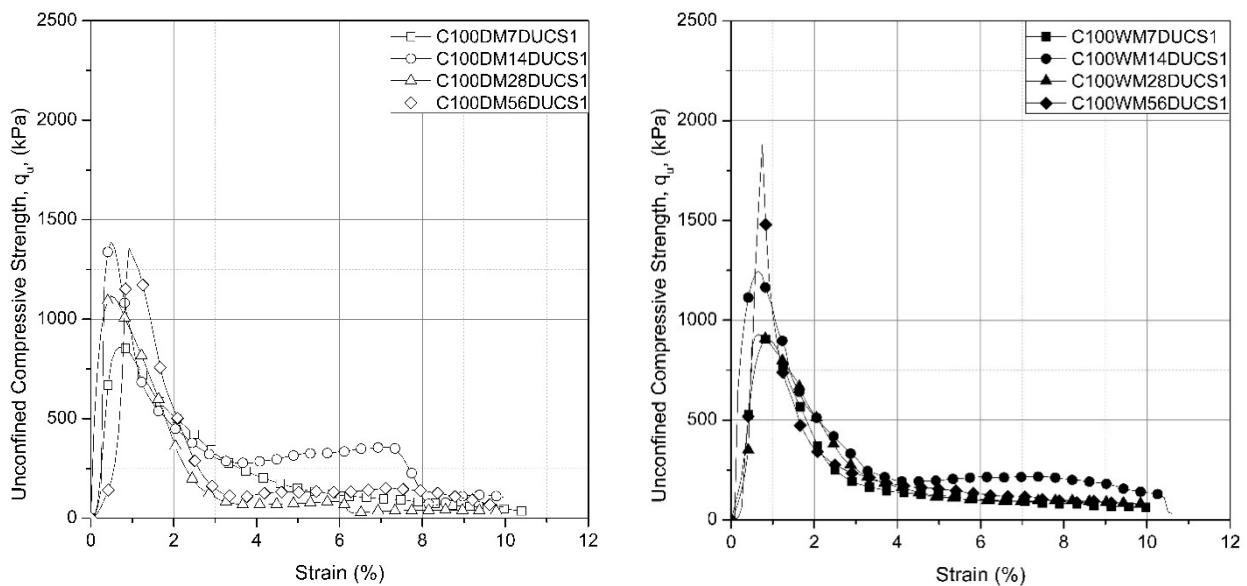 2500
2000
1500
1000
500
0
Unconfined Compressive Strength, qu, (kPa)
C100DM7DUCS1
C100DM14DUCS1
C100DM28DUCS1
C100DM56DUCS1
0 2 4 6 8 10 12
Strain (%)
2500
2000
1500
1000
500
0
Unconfined Compressive Strength, qu, (kPa)
C100WM7DUCS1
C100WM14DUCS1
C100WM28DUCS1
C100WM56DUCS1
0 2 4 6 8 10 12
Strain (%)